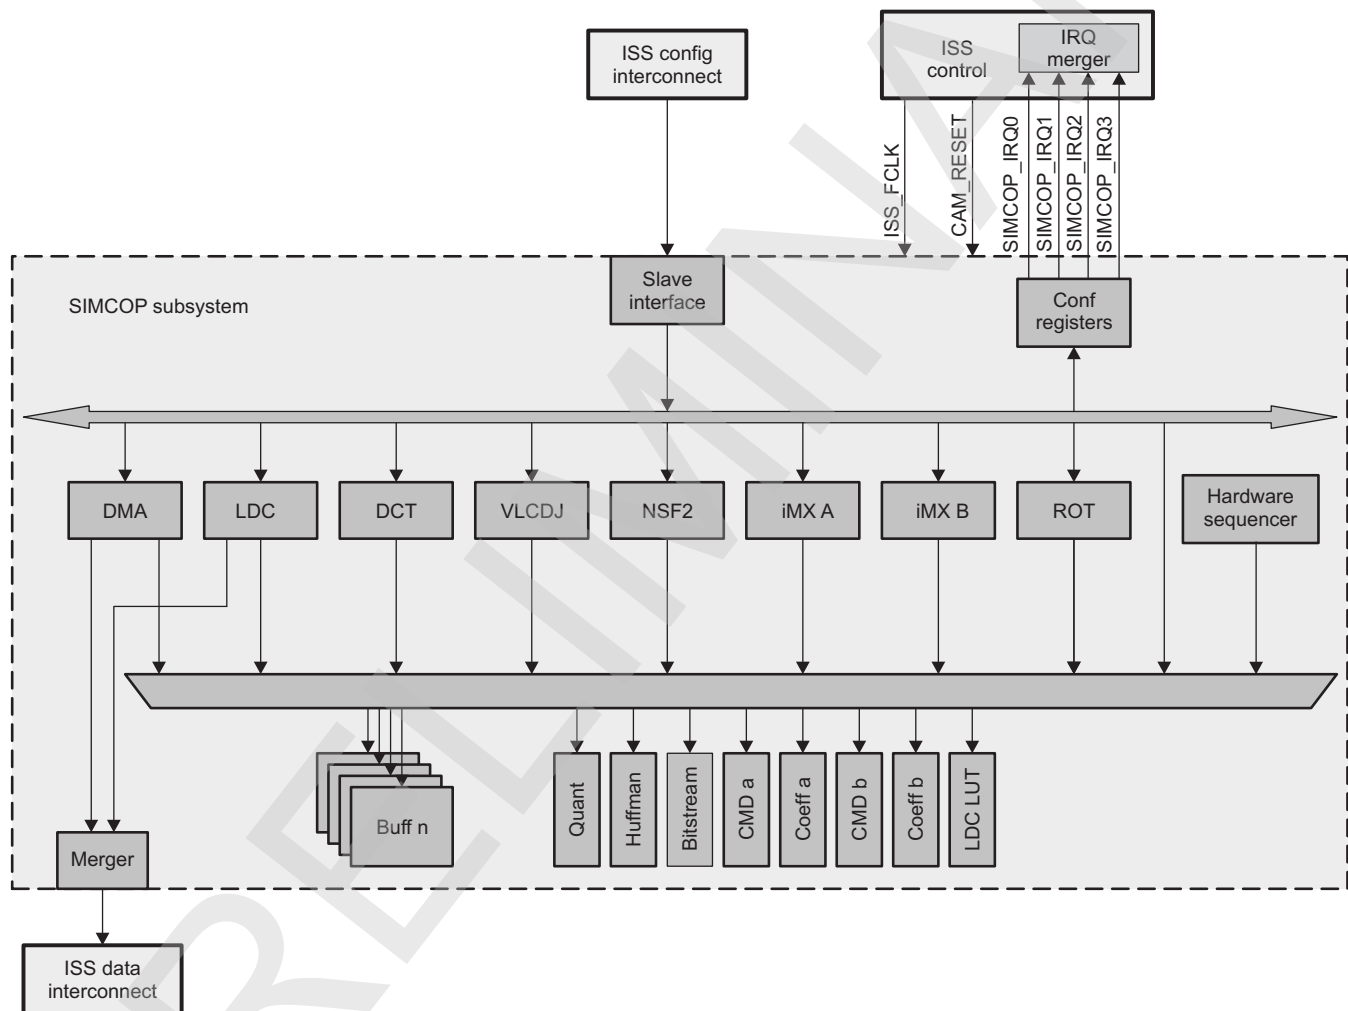 ISS config
interconnect
ISS
control
IRQ
merger
ISS_FCLK
CAM_RESET
SIMCOP_IRQ0
SIMCOP_IRQ1
SIMCOP_IRQ2
SIMCOP_IRQ3
SIMCOP subsystem
Slave
interface
Conf
registers
DMA
LDC
DCT
VLCDJ
NSF2
iMX A
iMX B
ROT
Hardware
sequencer
Buff n
Quant
Huffman
Bitstream
CMD a
Coeff a
CMD b
Coeff b
LDC LUT
Merger
ISS data
interconnect
RELIMINA